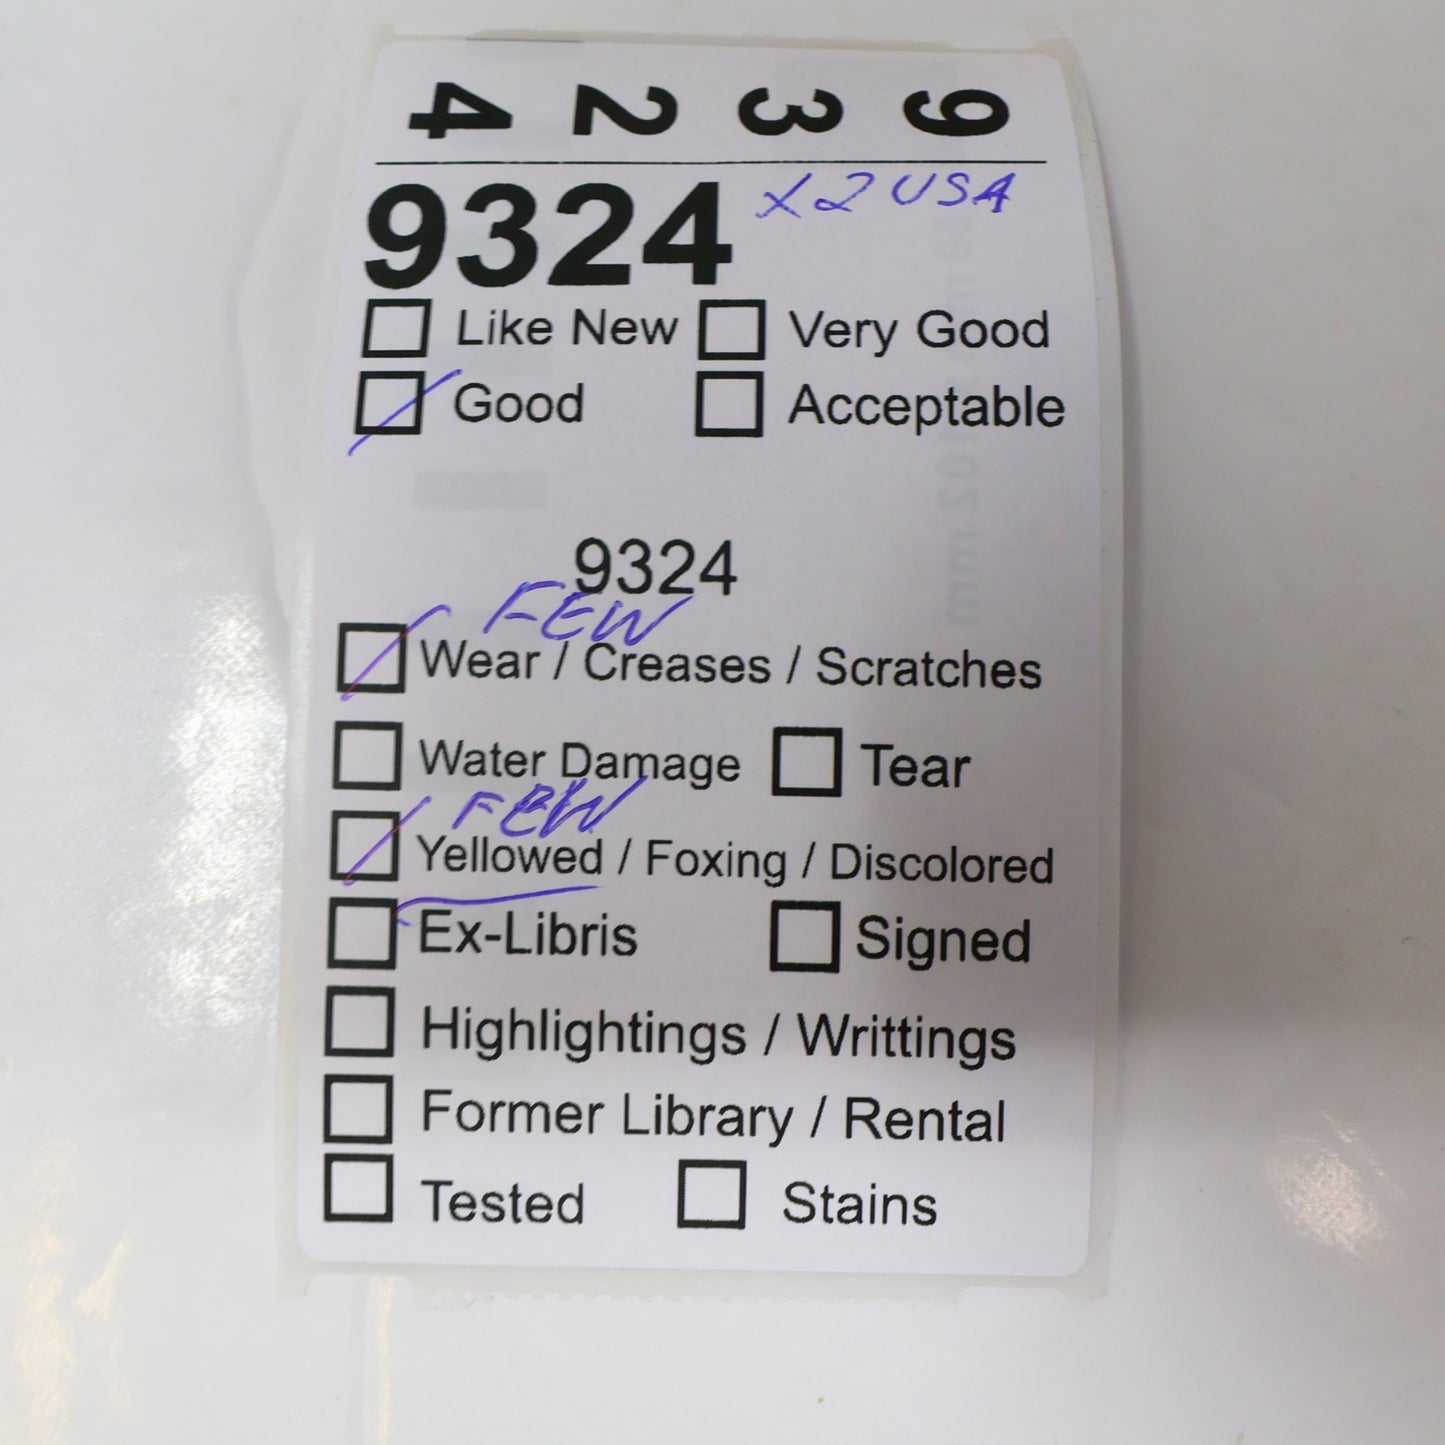 4 2 3 9
9324 X2 USA
Like New Very Good
Good Acceptable
9324
FEW
Wear / Creases / Scratches
Water Damage Tear
FEW
Yellowed / Foxing / Discolored
Ex-Libris Signed
Highlightings / Writtings
Former Library / Rental
Tested Stains